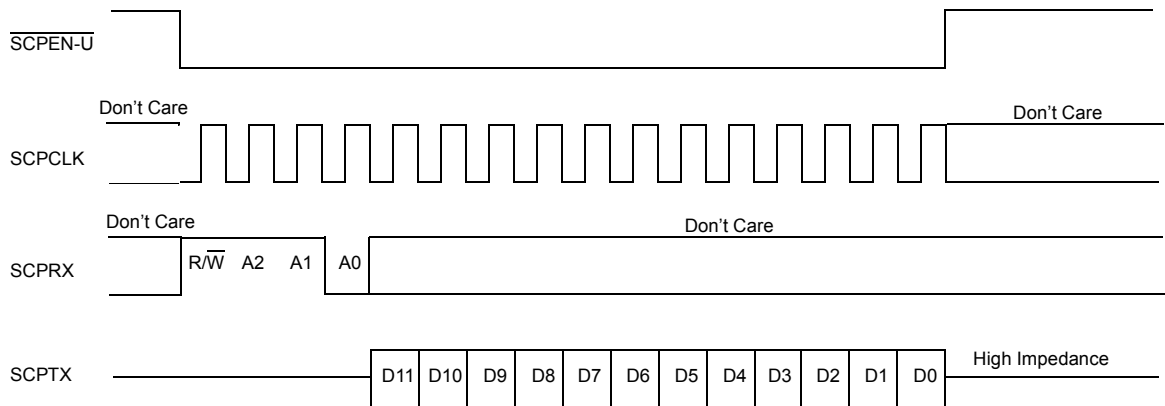 SCPEN-U
Don't Care
Don't Care
SCPCLK
Don't Care
Don't Care
SCPRX
R/W A2 A1 A0
SCPTX
D11 D10 D9 D8 D7 D6 D5 D4 D3 D2 D1 D0
High Impedance